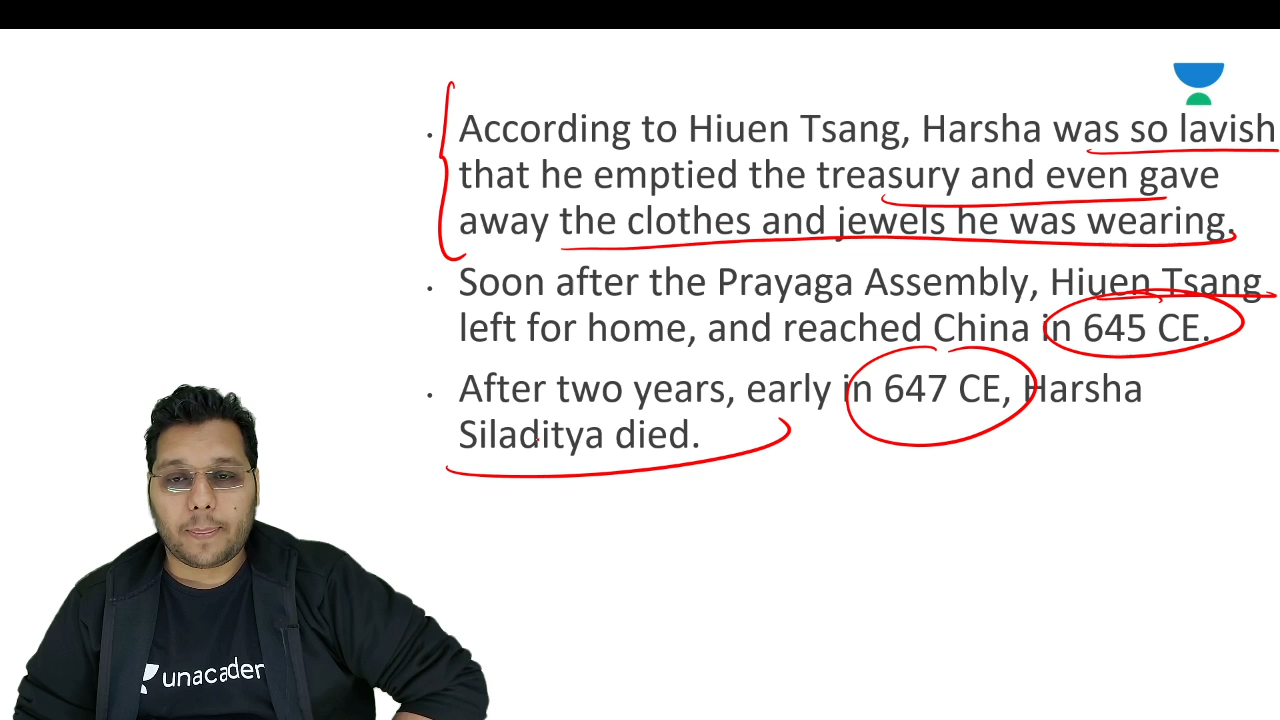 According to Hiuen Tsang, Harsha was so lavish
that he emptied the treasury and even gave
away the clothes and jewels he was wearing.
Soon after the Prayaga Assembly, Hiuen Tsang
left for home, and reached China in 645 CE.
After two years, early in 647 CE, Harsha
Siladitya died.
unacader